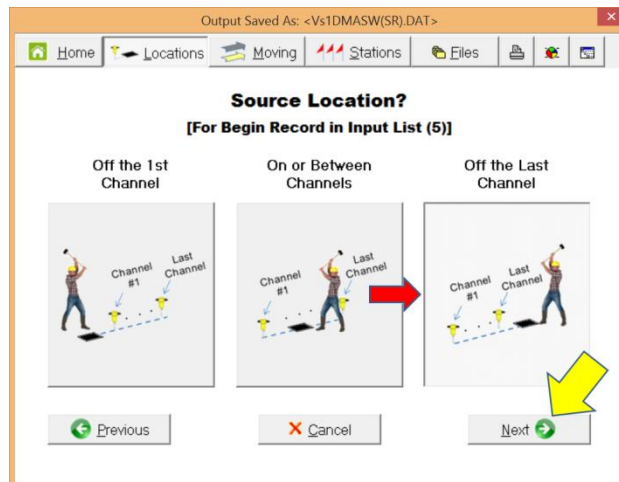 Output Saved As: <Vs1DMASW(SR).DAT>
Home Locations Moving Stations Files
Source Location?
[For Begin Record in Input List (5)]
Off the 1st
Channel
On or Between
Channels
Off the Last
Channel
Channel
#1
Last
Channel
Channel
#1
Last
Channel
Channel
#1
Last
Channel
Previous
Cancel
Next